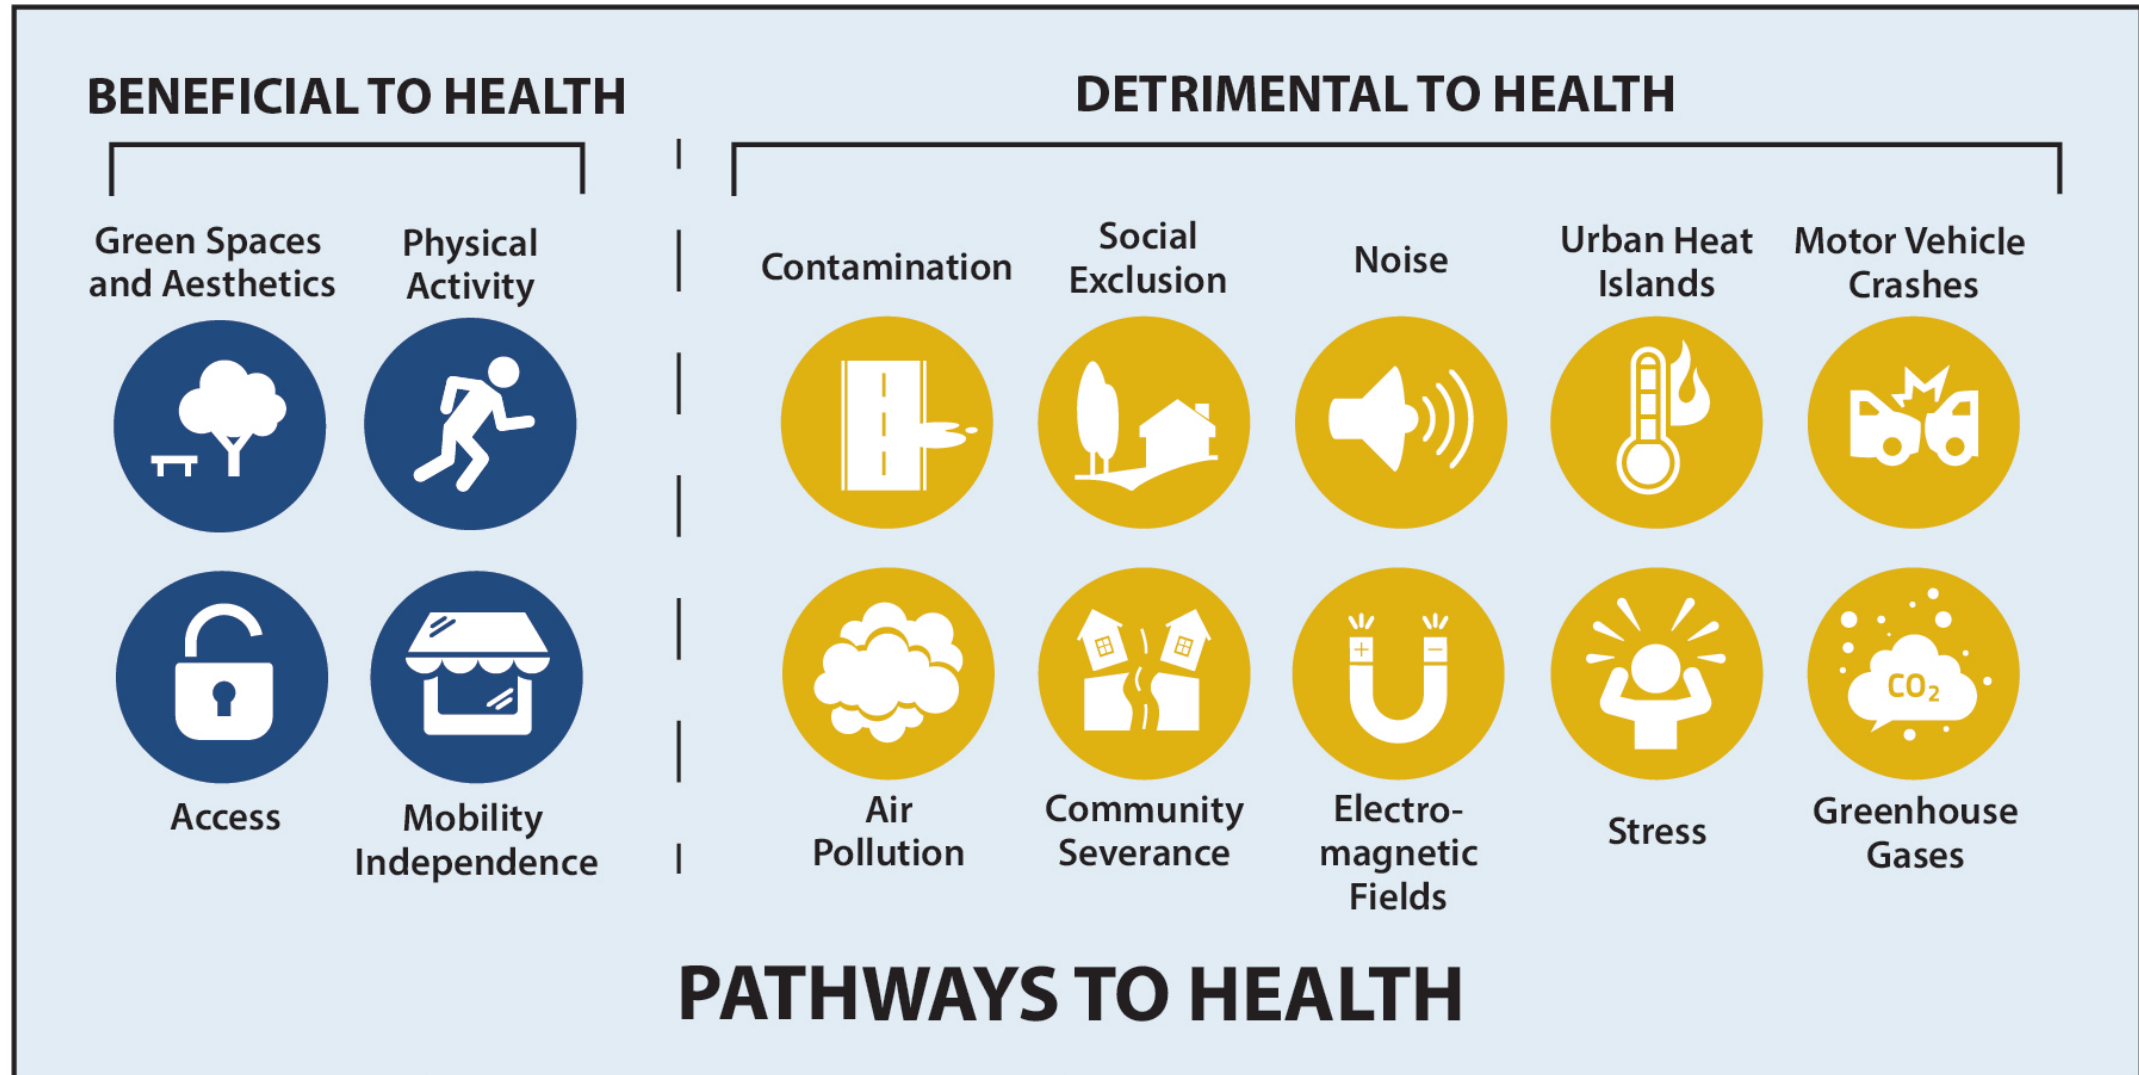 BENEFICIAL TO HEALTH
DETRIMENTAL TO HEALTH
Green Spaces
and Aesthetics
Physical
Activity
Contamination
Social
Exclusion
Noise
Urban Heat
Islands
Motor Vehicle
Crashes
+
−
CO₂
Access
Mobility
Independence
Air
Pollution
Community
Severance
Electro-
magnetic
Fields
Stress
Greenhouse
Gases
PATHWAYS TO HEALTH